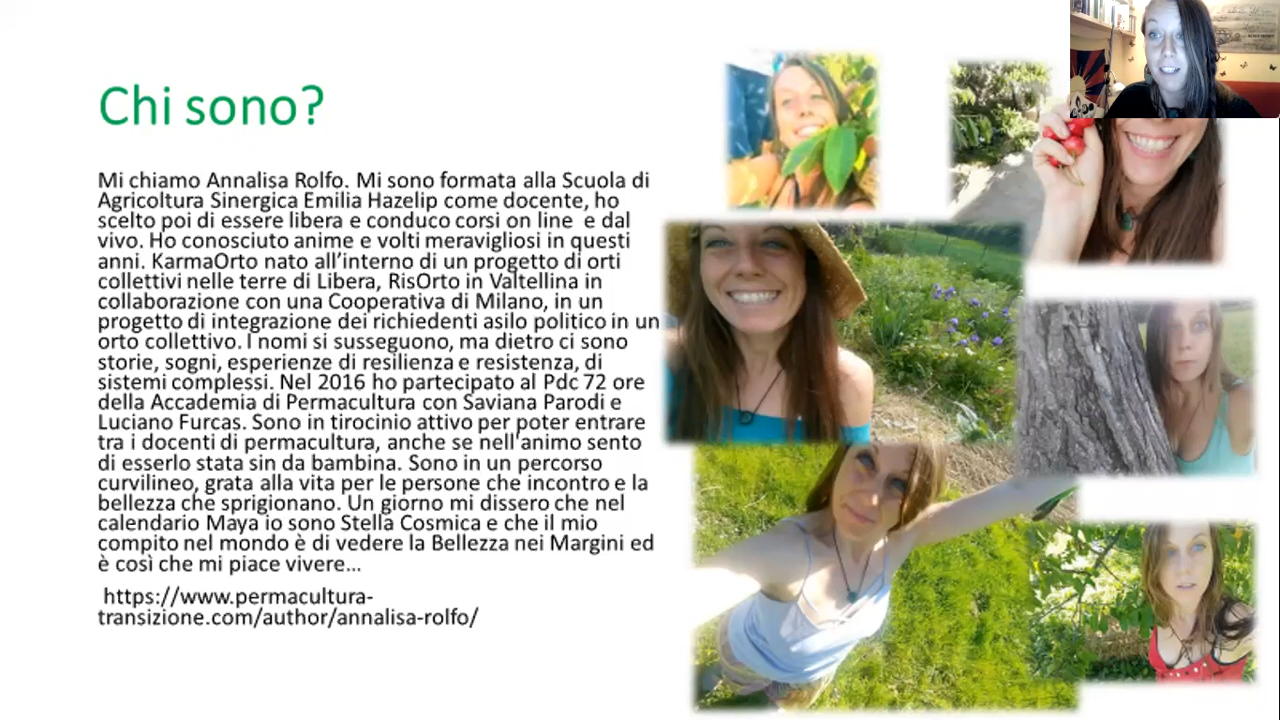 Chi sono?
Mi chiamo Annalisa Rolfo. Mi sono formata alla Scuola di
Agricoltura Sinergica Emilia Hazelip come docente, ho
scelto poi di essere libera e conduco corsi on line e dal
vivo. Ho conosciuto anime e volti meravigliosi in questi
anni. KarmaOrto nato all’interno di un progetto di orti
collettivi nelle terre di Libera, RisOrto in Valtellina in
collaborazione con una Cooperativa di Milano, in un
progetto di integrazione dei richiedenti asilo politico in un
orto collettivo. I nomi si susseguono, ma dietro ci sono
storie, sogni, esperienze di resilienza e resistenza, di
sistemi complessi. Nel 2016 ho partecipato al Pdc 72 ore
della Accademia di Permacultura con Saviana Parodi e
Luciano Furcas. Sono in tirocinio attivo per poter entrare
tra i docenti di permacultura, anche se nell'animo sento
di esserlo stata sin da bambina. Sono in un percorso
curvilineo, grata alla vita per le persone che incontro e la
bellezza che sprigionano. Un giorno mi dissero che nel
calendario Maya io sono Stella Cosmica e che il mio
compito nel mondo è di vedere la Bellezza nei Margini ed
è così che mi piace vivere…
https://www.permacultura-
transizione.com/author/annalisa-rolfo/